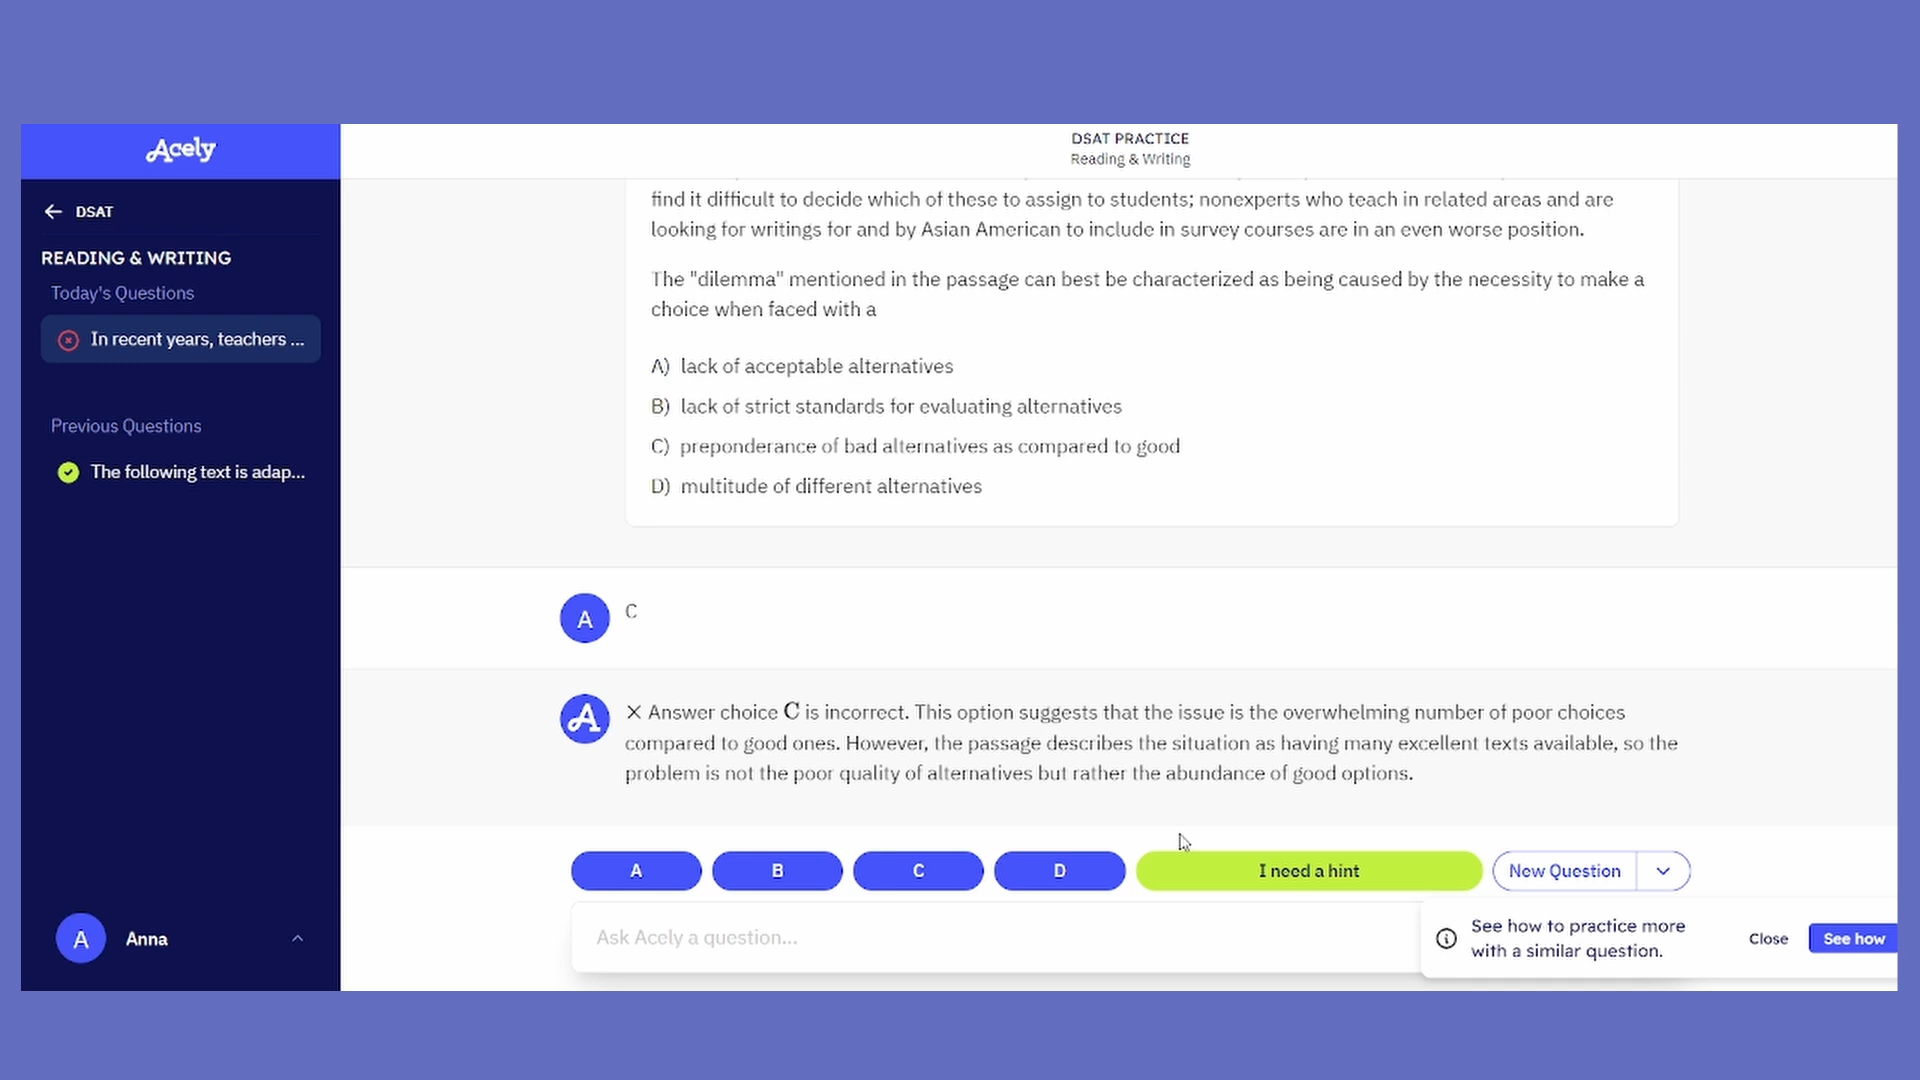 Acely
DSAT PRACTICE
Reading & Writing
DSAT
READING & WRITING
Today's Questions
In recent years, teachers ...
Previous Questions
The following text is adap...
A
Anna
find it difficult to decide which of these to assign to students; nonexperts who teach in related areas and are
looking for writings for and by Asian American to include in survey courses are in an even worse position.
The "dilemma" mentioned in the passage can best be characterized as being caused by the necessity to make a
choice when faced with a
A) lack of acceptable alternatives
B) lack of strict standards for evaluating alternatives
C) preponderance of bad alternatives as compared to good
D) multitude of different alternatives
A
C
A
× Answer choice C is incorrect. This option suggests that the issue is the overwhelming number of poor choices
compared to good ones. However, the passage describes the situation as having many excellent texts available, so the
problem is not the poor quality of alternatives but rather the abundance of good options.
A
B
C
D
I need a hint
New Question
Ask Acely a question...
See how to practice more
with a similar question.
Close
See how